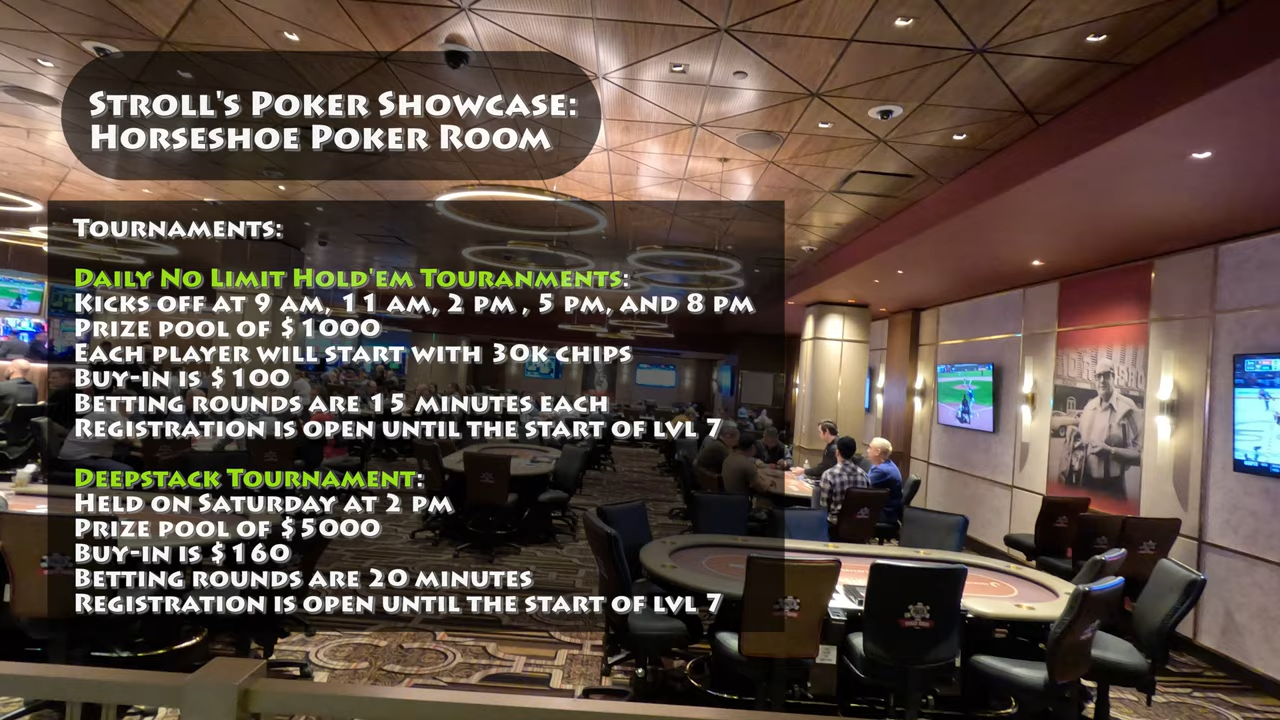 Stroll's Poker Showcase:
Horseshoe Poker Room
Tournaments:
Daily No Limit Hold'em Touranments:
Kicks off at 9 am, 11 am, 2 pm , 5 pm, and 8 pm
Prize pool of $1000
Each player will start with 30k chips
Buy-in is $100
Betting rounds are 15 minutes each
Registration is open until the start of lvl 7
Deepstack Tournament:
Held on Saturday at 2 pm
Prize pool of $5000
Buy-in is $160
Betting rounds are 20 minutes
Registration is open until the start of lvl 7